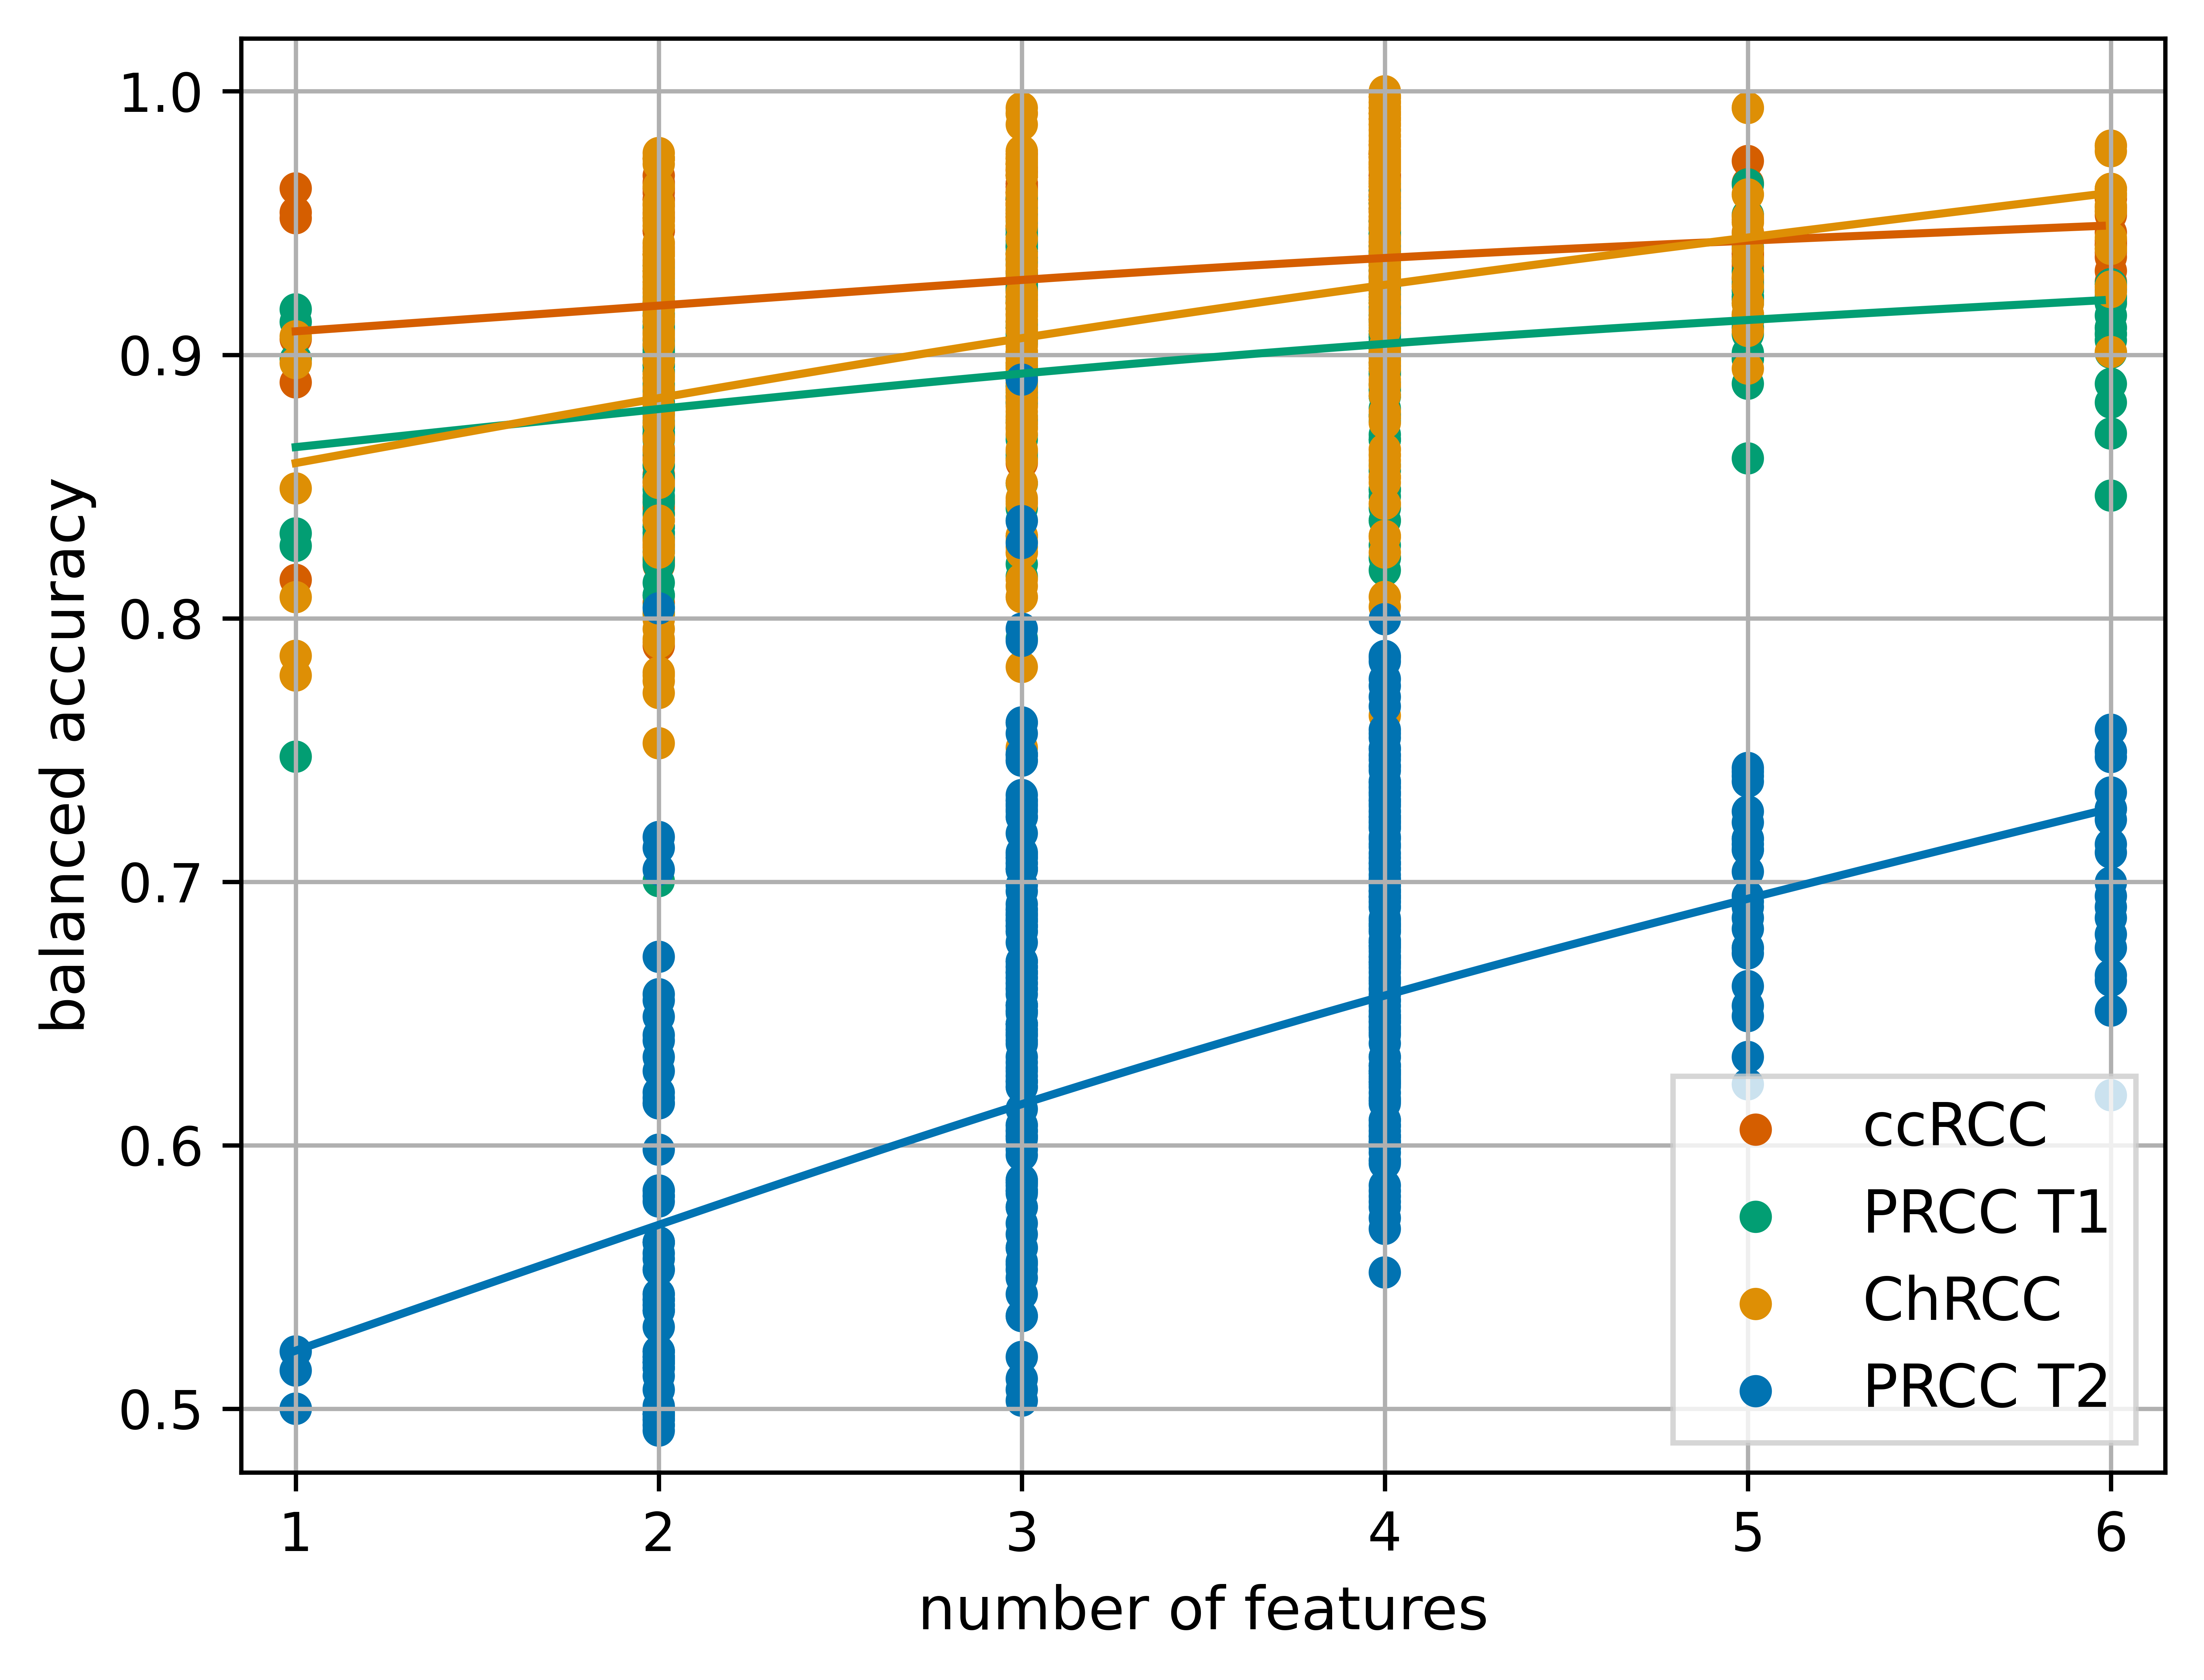 1.0
0.9
0.8
0.7
0.6
0.5
balanced accuracy
1 2 3 4 5 6
number of features
ccRCC
PRCC T1
ChRCC
PRCC T2